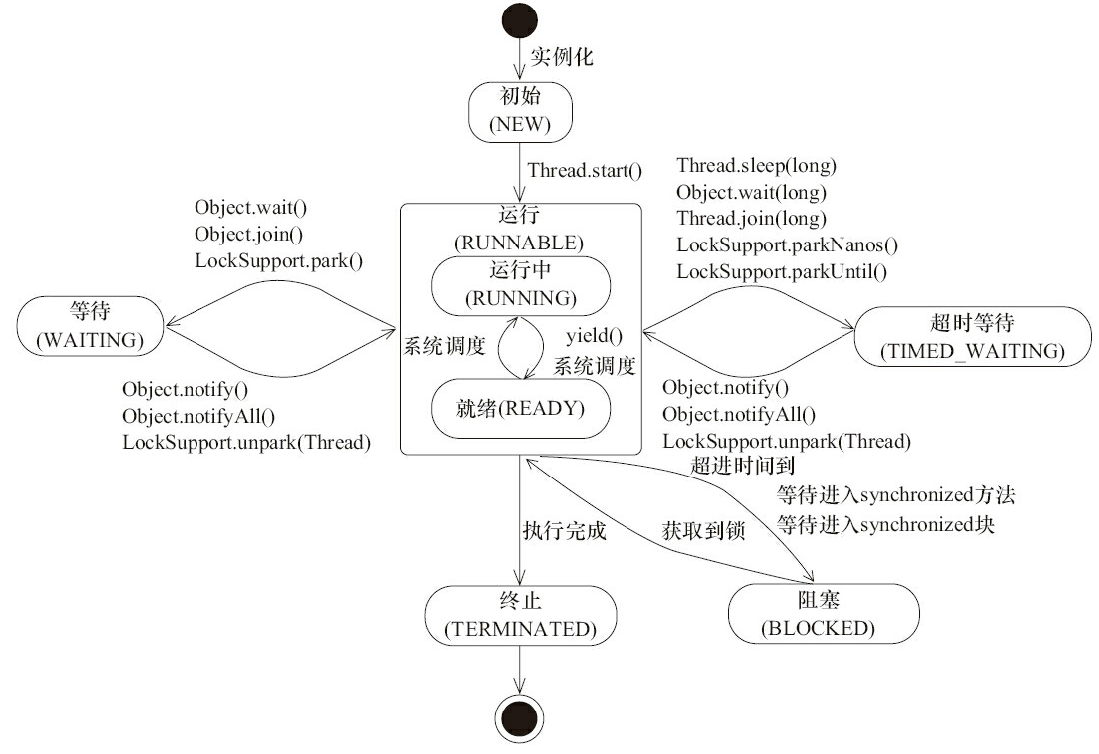 实例化
初始
(NEW)
Thread.start()
Object.wait()
Object.join()
LockSupport.park()
Thread.sleep(long)
Object.wait(long)
Thread.join(long)
LockSupport.parkNanos()
LockSupport.parkUntil()
运行
(RUNNABLE)
运行中
(RUNNING)
等待
(WAITING)
超时等待
(TIMED_WAITING)
系统调度
yield()
系统调度
就绪(READY)
Object.notify()
Object.notifyAll()
LockSupport.unpark(Thread)
Object.notify()
Object.notifyAll()
LockSupport.unpark(Thread)
超进时间到
等待进入synchronized方法
等待进入synchronized块
执行完成
获取到锁
终止
(TERMINATED)
阻塞
(BLOCKED)